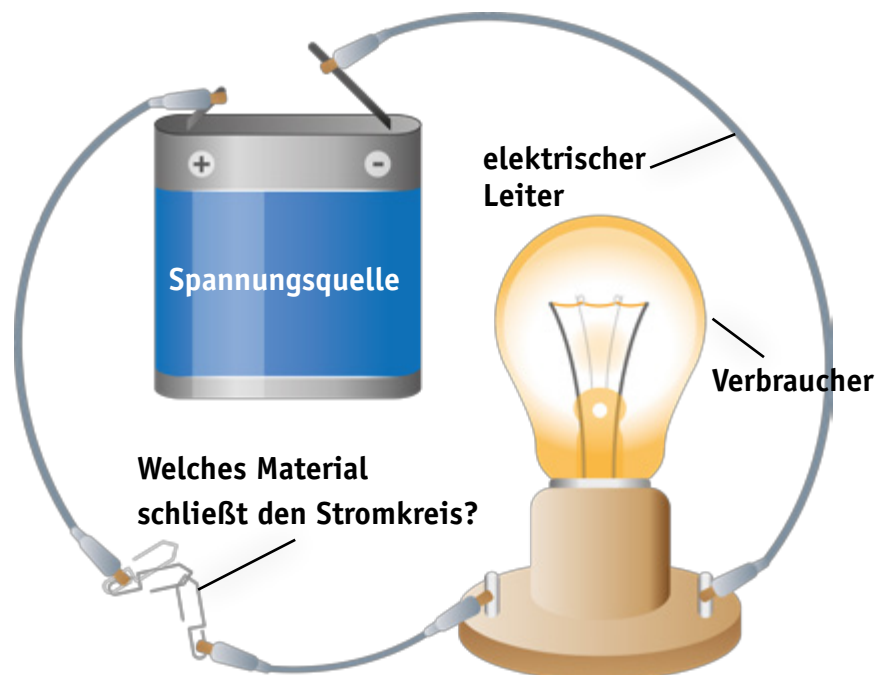 elektrischer
Leiter
+ -
Spannungsquelle
Verbraucher
Welches Material
schließt den Stromkreis?